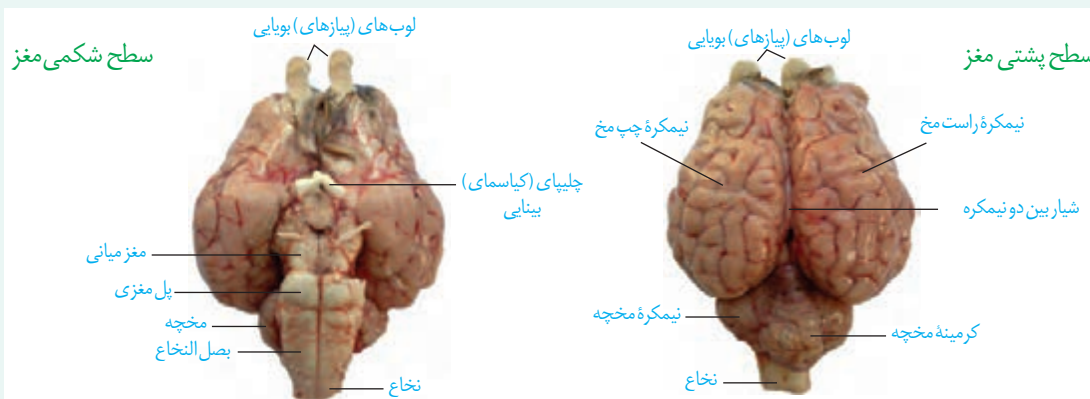 سطح پشتی مغز
لوب‌های (پیازهای) بویایی
نیمکرهٔ راست مخ
نیمکرهٔ چپ مخ
شیار بین دو نیمکره
نیمکرهٔ مخچه
کرمینهٔ مخچه
نخاع
سطح شکمی مغز
لوب‌های (پیازهای) بویایی
چلیپای (کیاسمای)
بینایی
مغز میانی
پل مغزی
مخچه
بصل النخاع
نخاع